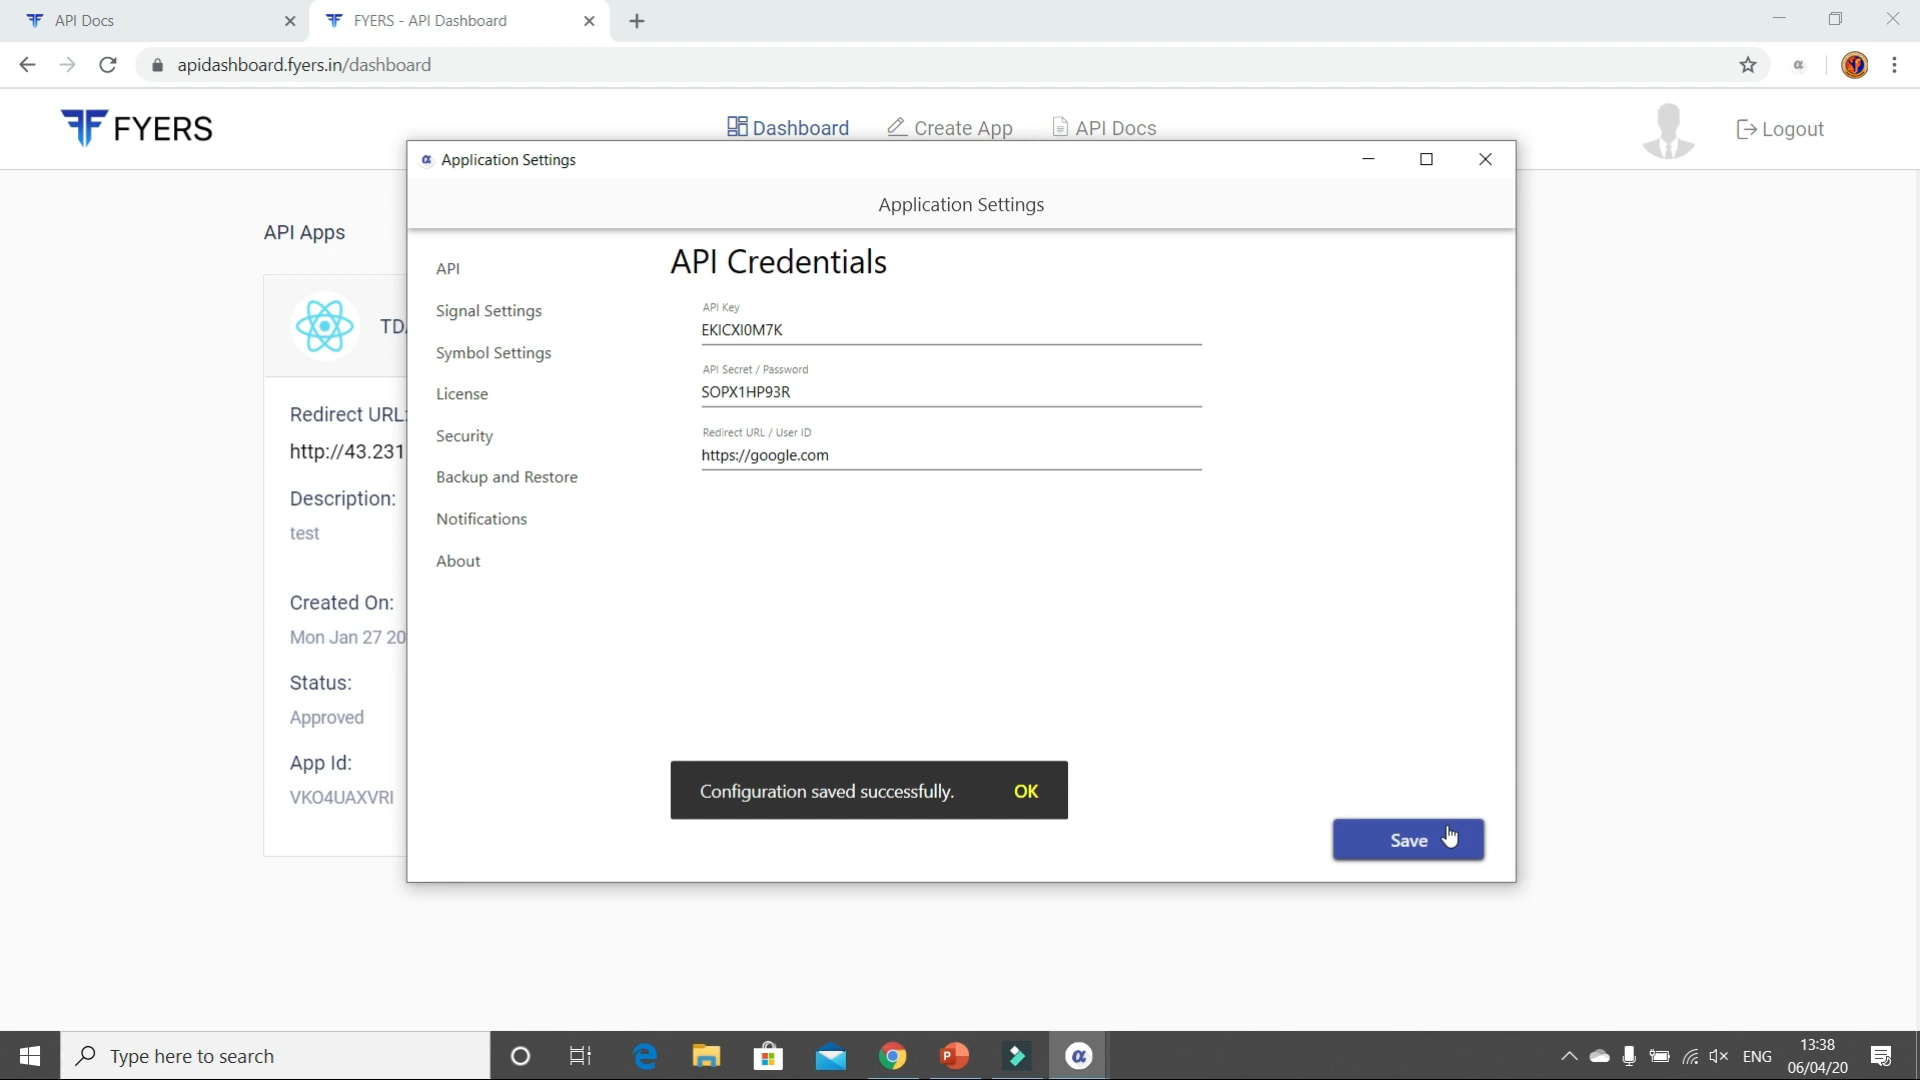 API Docs
FYERS - API Dashboard
apidashboard.fyers.in/dashboard
α
FYERS
Dashboard
Create App
API Docs
Logout
α Application Settings
Application Settings
API Apps
TDA
Redirect URL:
http://43.231
Description:
test
Created On:
Mon Jan 27 20
Status:
Approved
App Id:
VKO4UAXVRI
API
Signal Settings
Symbol Settings
License
Security
Backup and Restore
Notifications
About
API Credentials
API Key
EKICXI0M7K
API Secret / Password
SOPX1HP93R
Redirect URL / User ID
https://google.com
Configuration saved successfully.
OK
Save
Type here to search
α
ENG
13:38
06/04/20